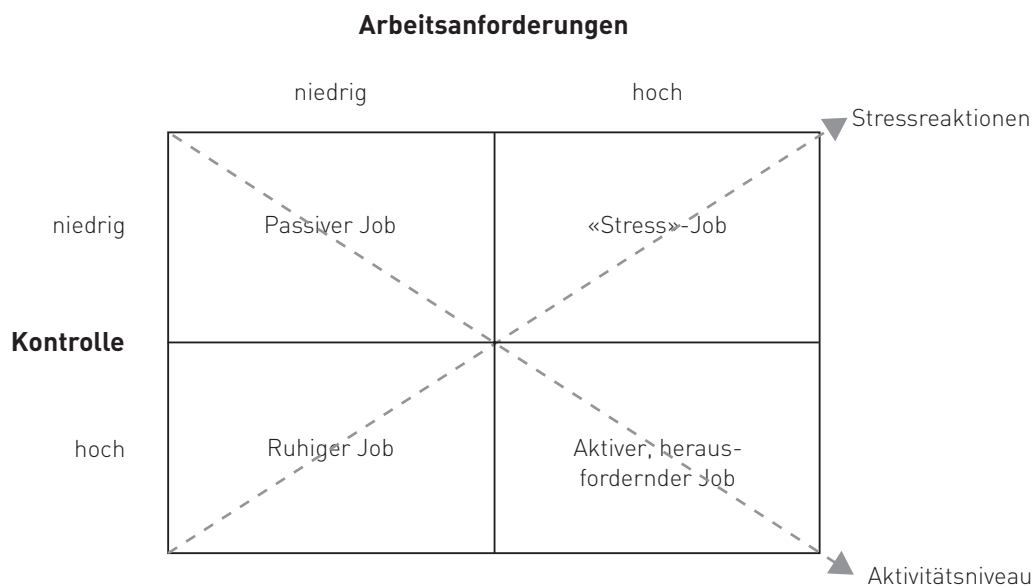 Arbeitsanforderungen
niedrig
hoch
Stressreaktionen
niedrig
Passiver Job
«Stress»-Job
Kontrolle
hoch
Ruhiger Job
Aktiver, heraus-
fordernder Job
Aktivitätsniveau